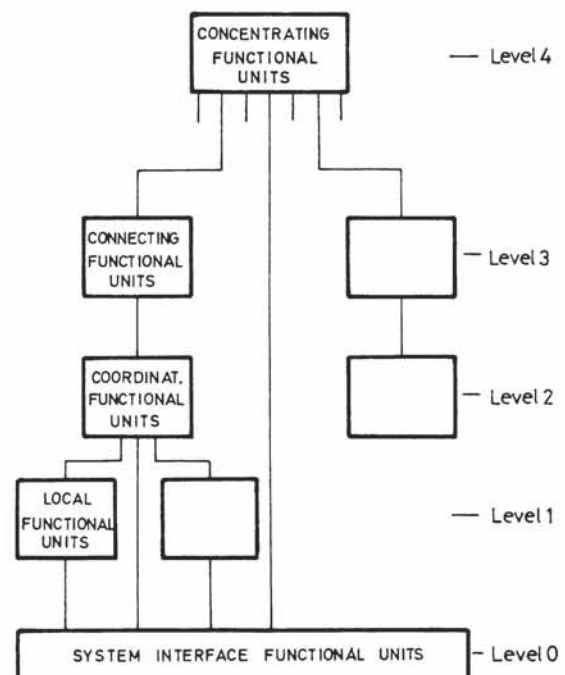 CONCENTRATING
FUNCTIONAL
UNITS
Level 4
CONNECTING
FUNCTIONAL
UNITS
Level 3
COORDINAT.
FUNCTIONAL
UNITS
Level 2
LOCAL
FUNCTIONAL
UNITS
Level 1
SYSTEM INTERFACE FUNCTIONAL UNITS
Level 0